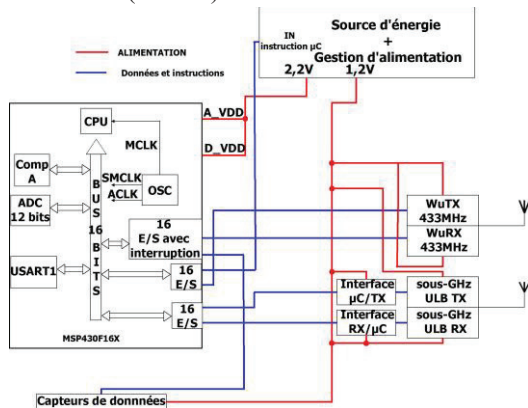 ALIMENTATION
Données et instructions
IN
instruction µC
Source d'énergie
+
Gestion d'alimentation
2,2V
1,2V
A_VDD
D_VDD
CPU
MCLK
Comp
A
SMCLK
ACLK
OSC
ADC
12 bits
BUS 16 BITS
16
E/S avec
interruption
USART1
16
E/S
16
E/S
MSP430F16X
WuTX
433MHz
WuRX
433MHz
Interface
µC/TX
sous-GHz
ULB TX
Interface
RX/µC
sous-GHz
ULB RX
Capteurs de donnnées